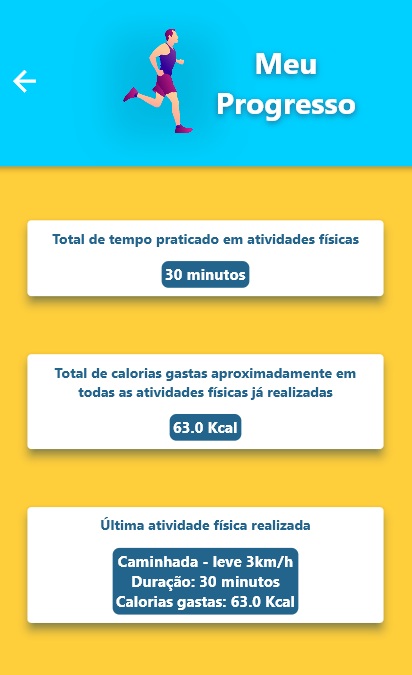 Meu
Progresso
Total de tempo praticado em atividades físicas
30 minutos
Total de calorias gastas aproximadamente em
todas as atividades físicas já realizadas
63.0 Kcal
Última atividade física realizada
Caminhada - leve 3km/h
Duração: 30 minutos
Calorias gastas: 63.0 Kcal